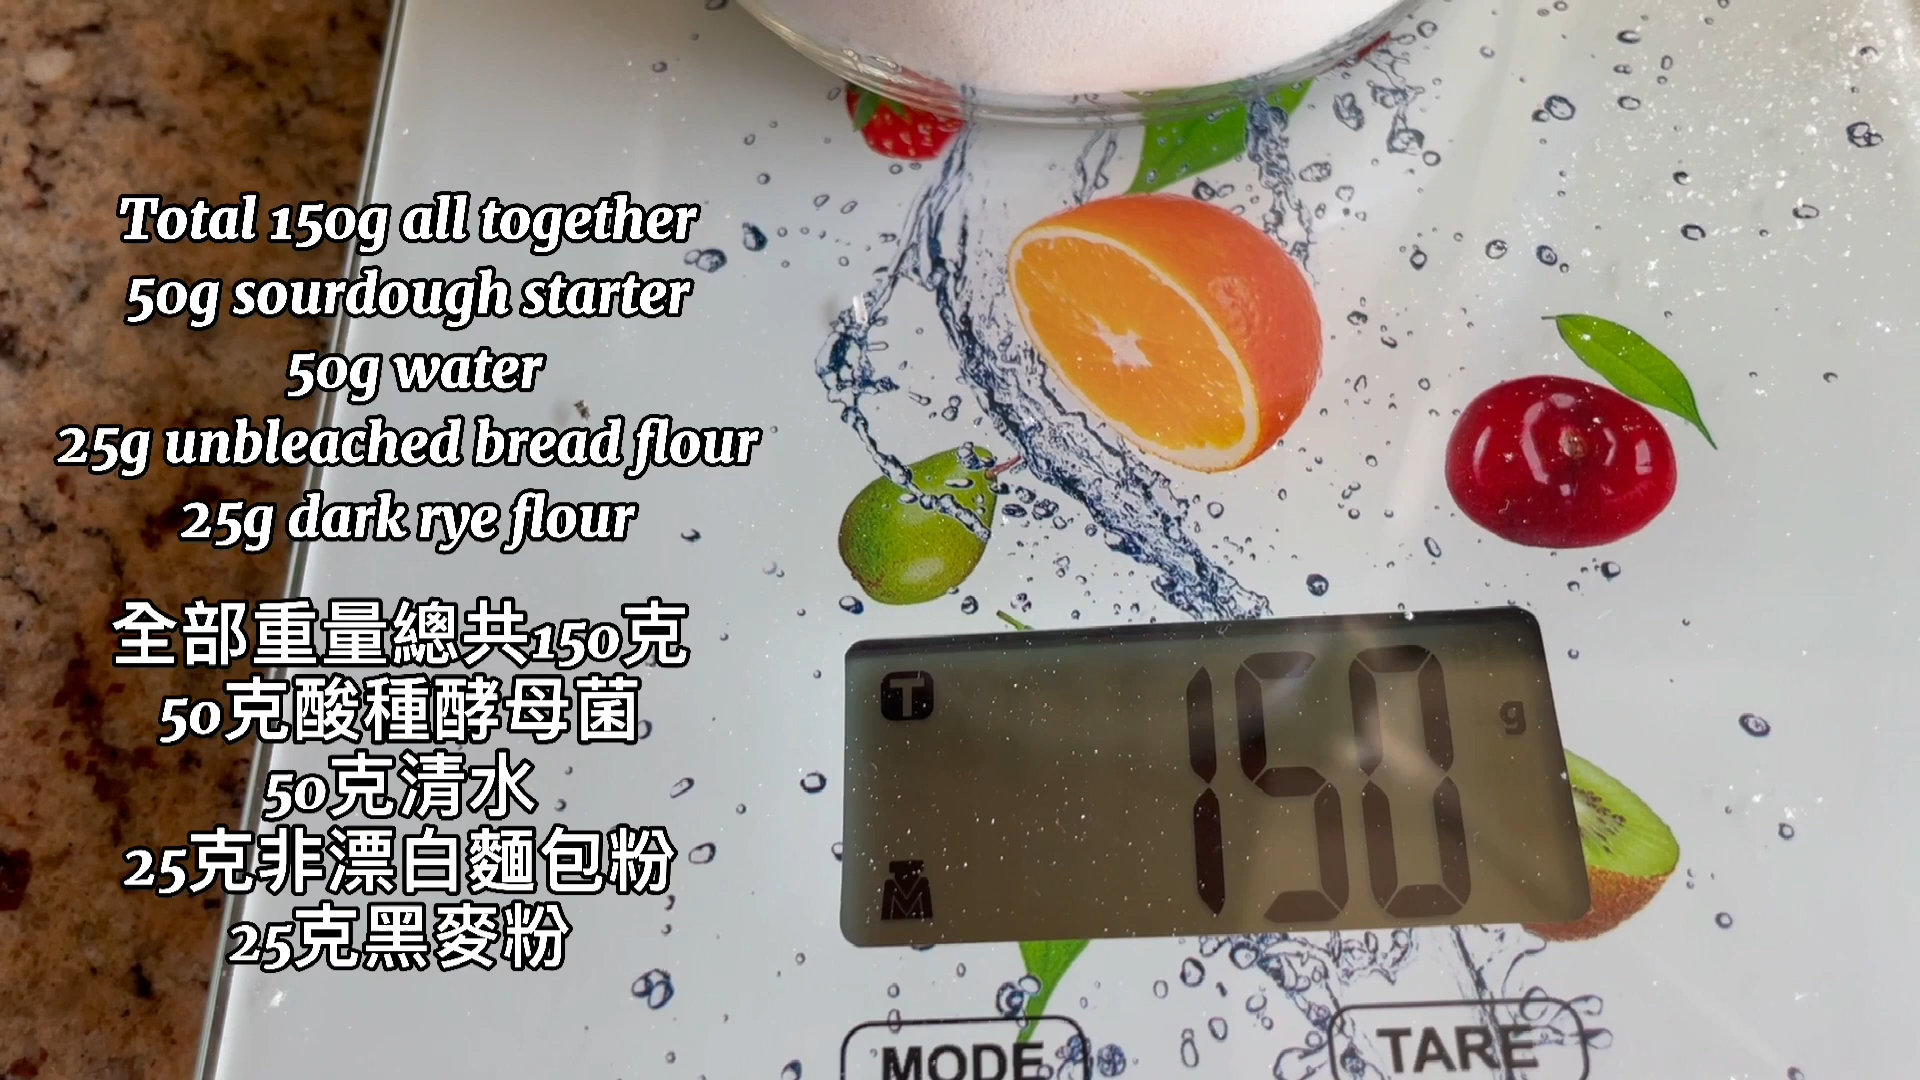 Total 150g all together
50g sourdough starter
50g water
25g unbleached bread flour
25g dark rye flour
全部重量總共150克
50克酸種酵母菌
50克清水
25克非漂白麵包粉
25克黑麥粉
T
150 g
M
MODE
TARE